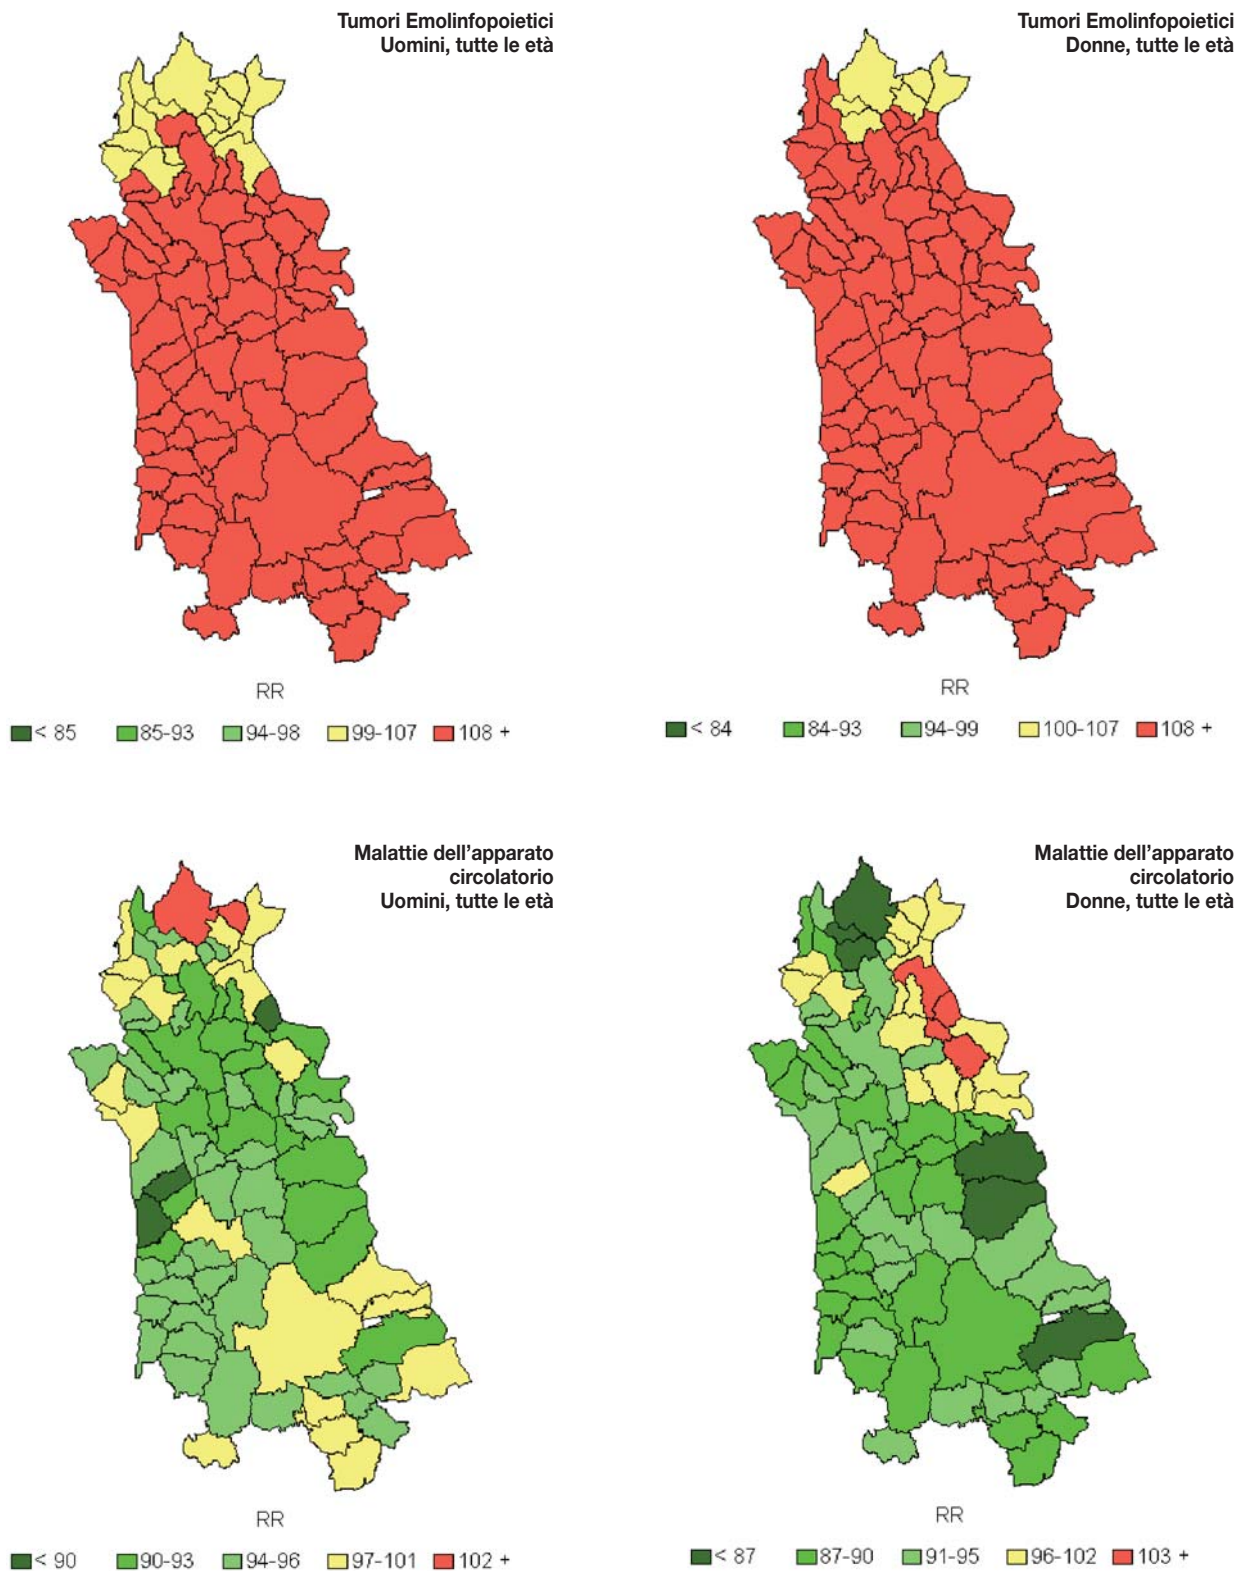 Tumori Emolinfopoietici
Uomini, tutte le età
RR
< 85 85-93 94-98 99-107 108 +
Tumori Emolinfopoietici
Donne, tutte le età
RR
< 84 84-93 94-99 100-107 108 +
Malattie dell'apparato
circolatorio
Uomini, tutte le età
RR
< 90 90-93 94-96 97-101 102 +
Malattie dell'apparato
circolatorio
Donne, tutte le età
RR
< 87 87-90 91-95 96-102 103 +